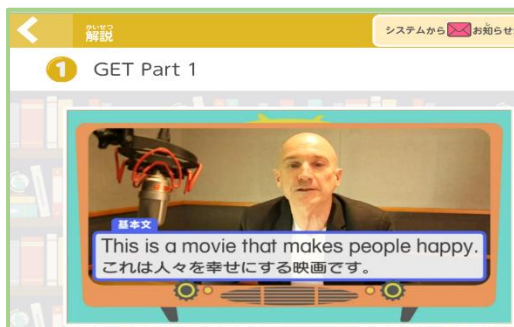 かいせつ
解説
システムから お知らせ
1 GET Part 1
基本文
This is a movie that makes people happy.
これは人々を幸せにする映画です。